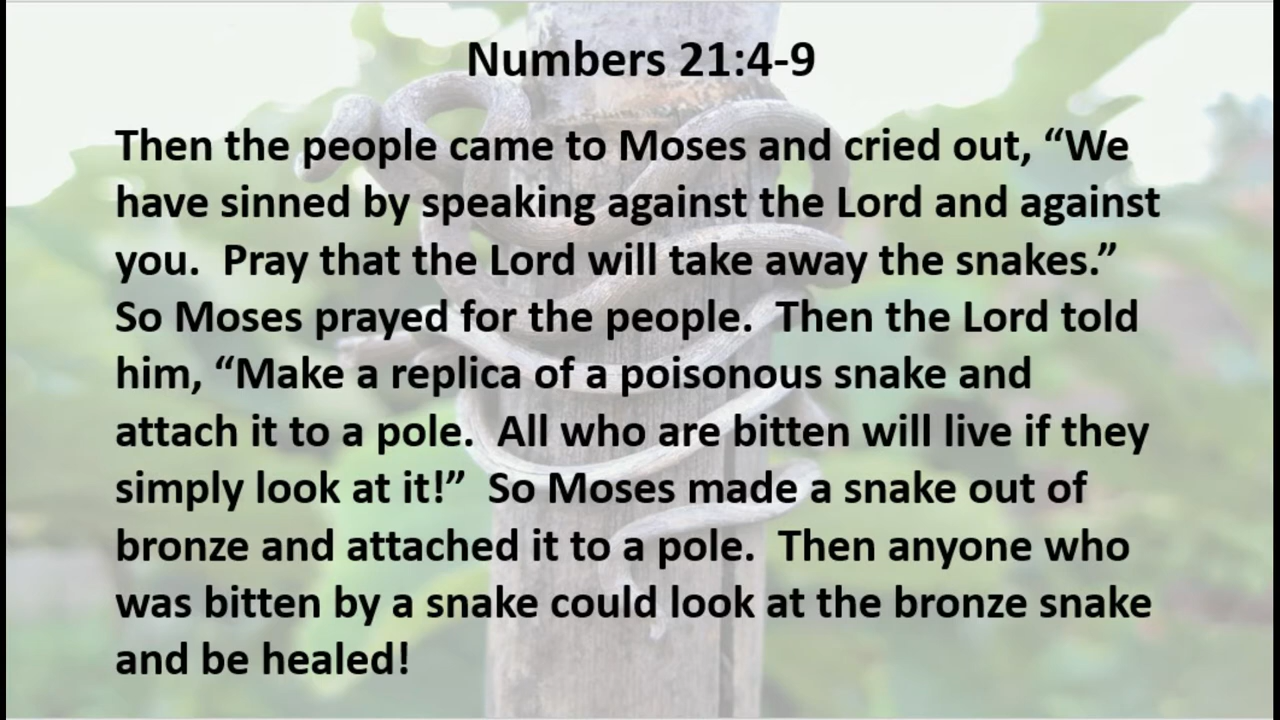 Numbers 21:4-9
Then the people came to Moses and cried out, “We
have sinned by speaking against the Lord and against
you.  Pray that the Lord will take away the snakes.”
So Moses prayed for the people.  Then the Lord told
him, “Make a replica of a poisonous snake and
attach it to a pole.  All who are bitten will live if they
simply look at it!”  So Moses made a snake out of
bronze and attached it to a pole.  Then anyone who
was bitten by a snake could look at the bronze snake
and be healed!